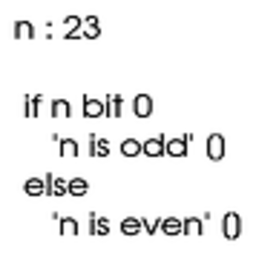 n : 23
if n bit 0
'n is odd' ()
else
'n is even' ()